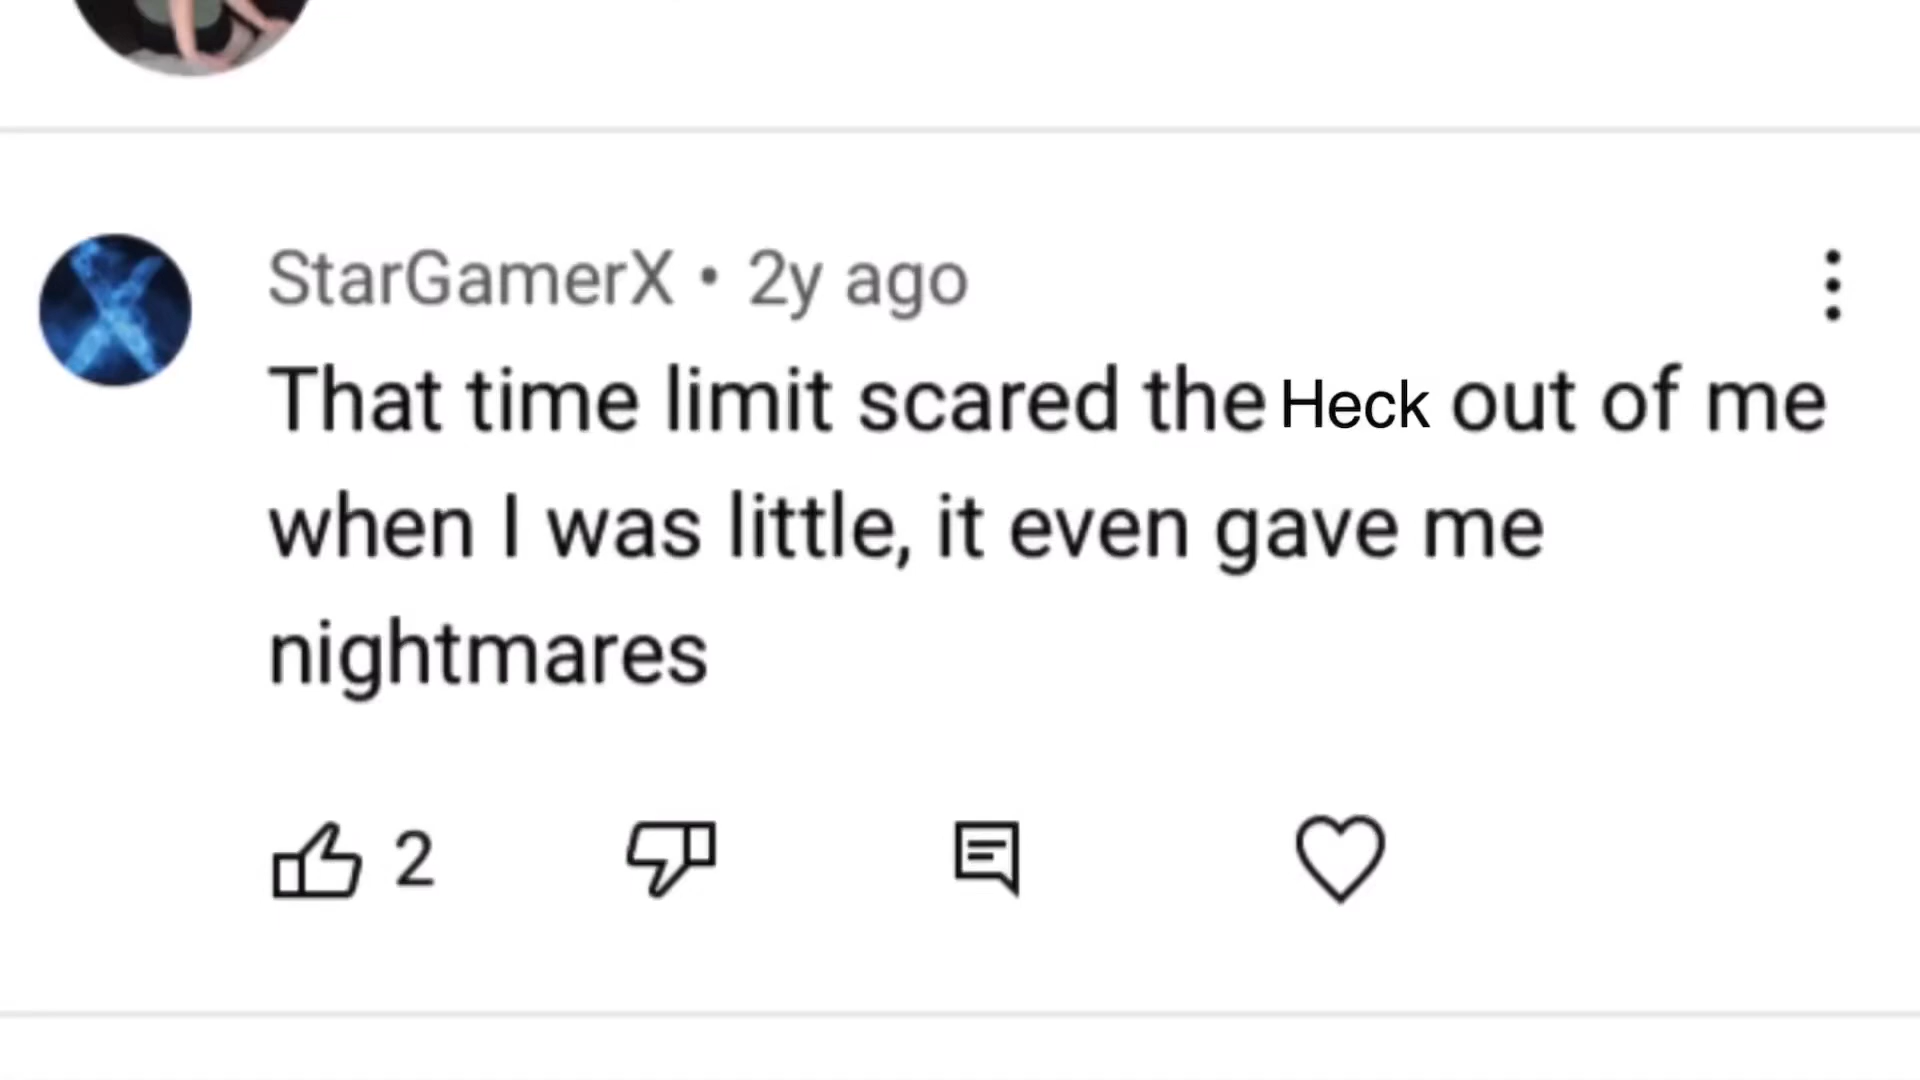 StarGamerX • 2y ago
That time limit scared the Heck out of me
when I was little, it even gave me
nightmares
2